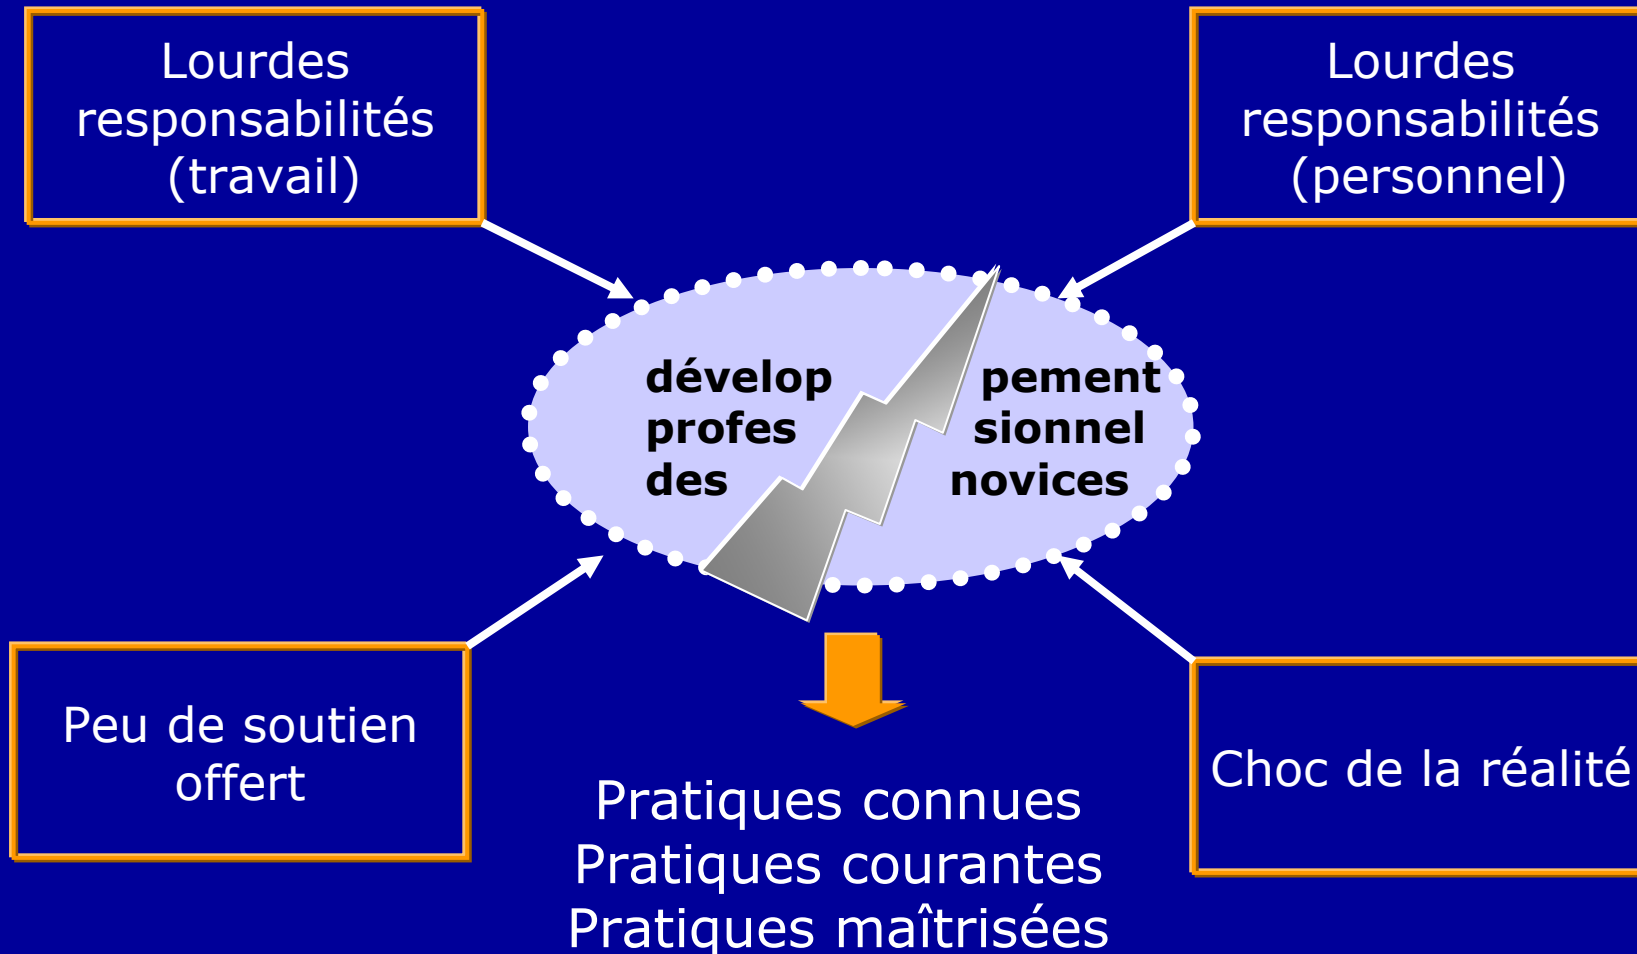 Lourdes
responsabilités
(travail)
Lourdes
responsabilités
(personnel)
dévelop pement
profes sionnel
des novices
Peu de soutien
offert
Choc de la réalité
Pratiques connues
Pratiques courantes
Pratiques maîtrisées